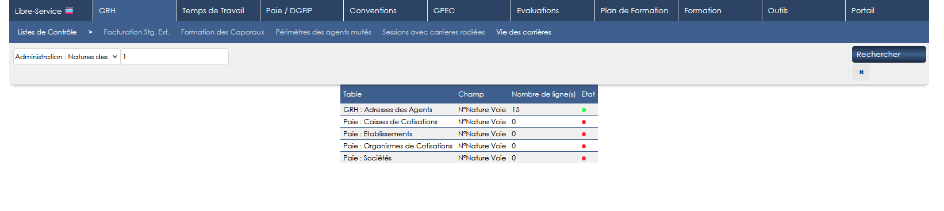 Libre-Service GRH Temps de Travail Paie / DGFIP Conventions GPEC Evaluations Plan de Formation Formation Outils Portail
Listes de Contrôle > Facturation Stg. Ext. Formation des Caporaux Périmètres des agents mutés Sessions avec carrieres radiées Vie des carrières
Administration : Natures des 1 Rechercher
Table Champ Nombre de ligne(s) Etat
GRH : Adresses des Agents N°Nature Voie 15
Paie : Caisses de Cotisations N°Nature Voie 0
Paie : Etablissements N°Nature Voie 0
Paie : Organismes de Cotisations N°Nature Voie 0
Paie : Sociétés N°Nature Voie 0